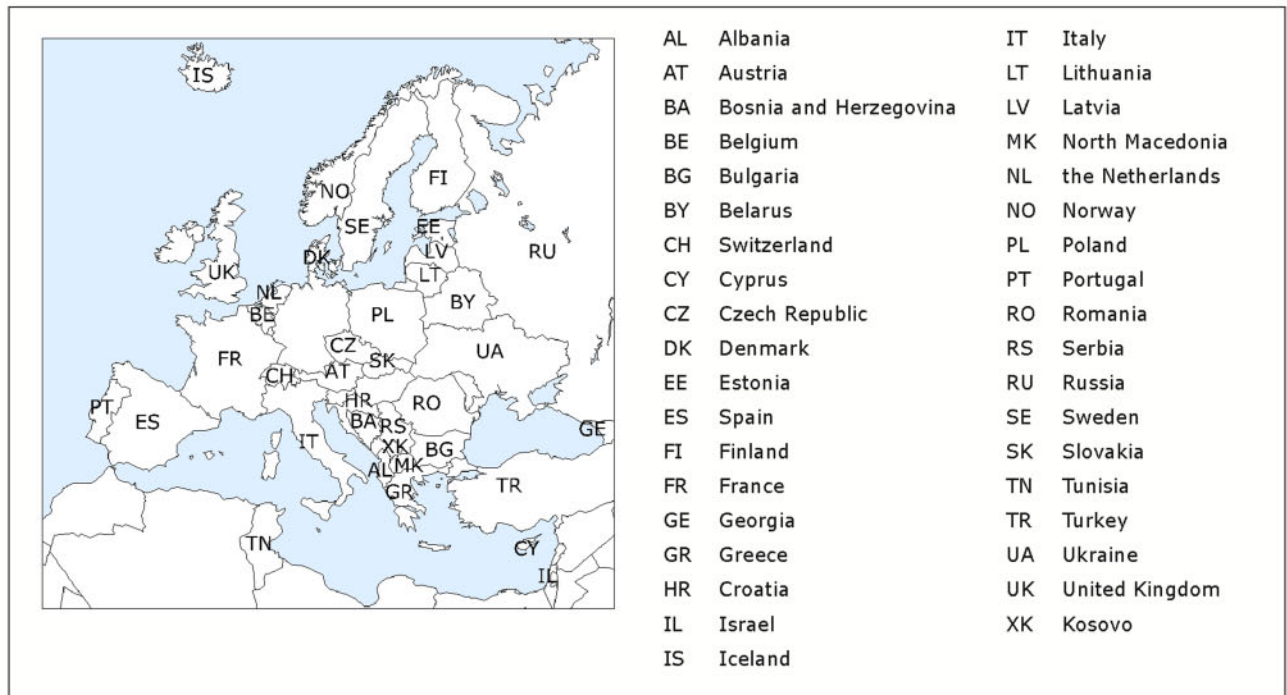 IS
NO
FI
SE
EE
RU
LV
DK
LT
UK
NL
BY
BE
PL
CZ
UA
FR
SK
AT
CH
HR
RO
PT
ES
BA
RS
GE
IT
XK
BG
MK
AL
TR
GR
TN
CY
IL
AL Albania
AT Austria
BA Bosnia and Herzegovina
BE Belgium
BG Bulgaria
BY Belarus
CH Switzerland
CY Cyprus
CZ Czech Republic
DK Denmark
EE Estonia
ES Spain
FI Finland
FR France
GE Georgia
GR Greece
HR Croatia
IL Israel
IS Iceland
IT Italy
LT Lithuania
LV Latvia
MK North Macedonia
NL the Netherlands
NO Norway
PL Poland
PT Portugal
RO Romania
RS Serbia
RU Russia
SE Sweden
SK Slovakia
TN Tunisia
TR Turkey
UA Ukraine
UK United Kingdom
XK Kosovo